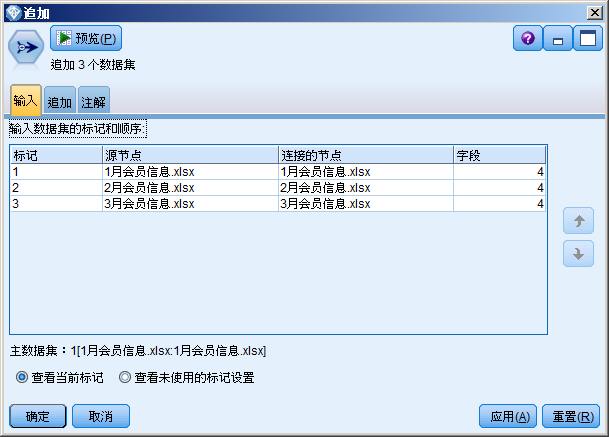 追加
预览(P)
追加 3 个数据集
输入 追加 注解
输入数据集的标记和顺序:
标记 源节点 连接的节点 字段
1 1月会员信息.xlsx 1月会员信息.xlsx 4
2 2月会员信息.xlsx 2月会员信息.xlsx 4
3 3月会员信息.xlsx 3月会员信息.xlsx 4
主数据集：1[1月会员信息.xlsx:1月会员信息.xlsx]
查看当前标记 查看未使用的标记设置
确定 取消 应用(A) 重置(R)